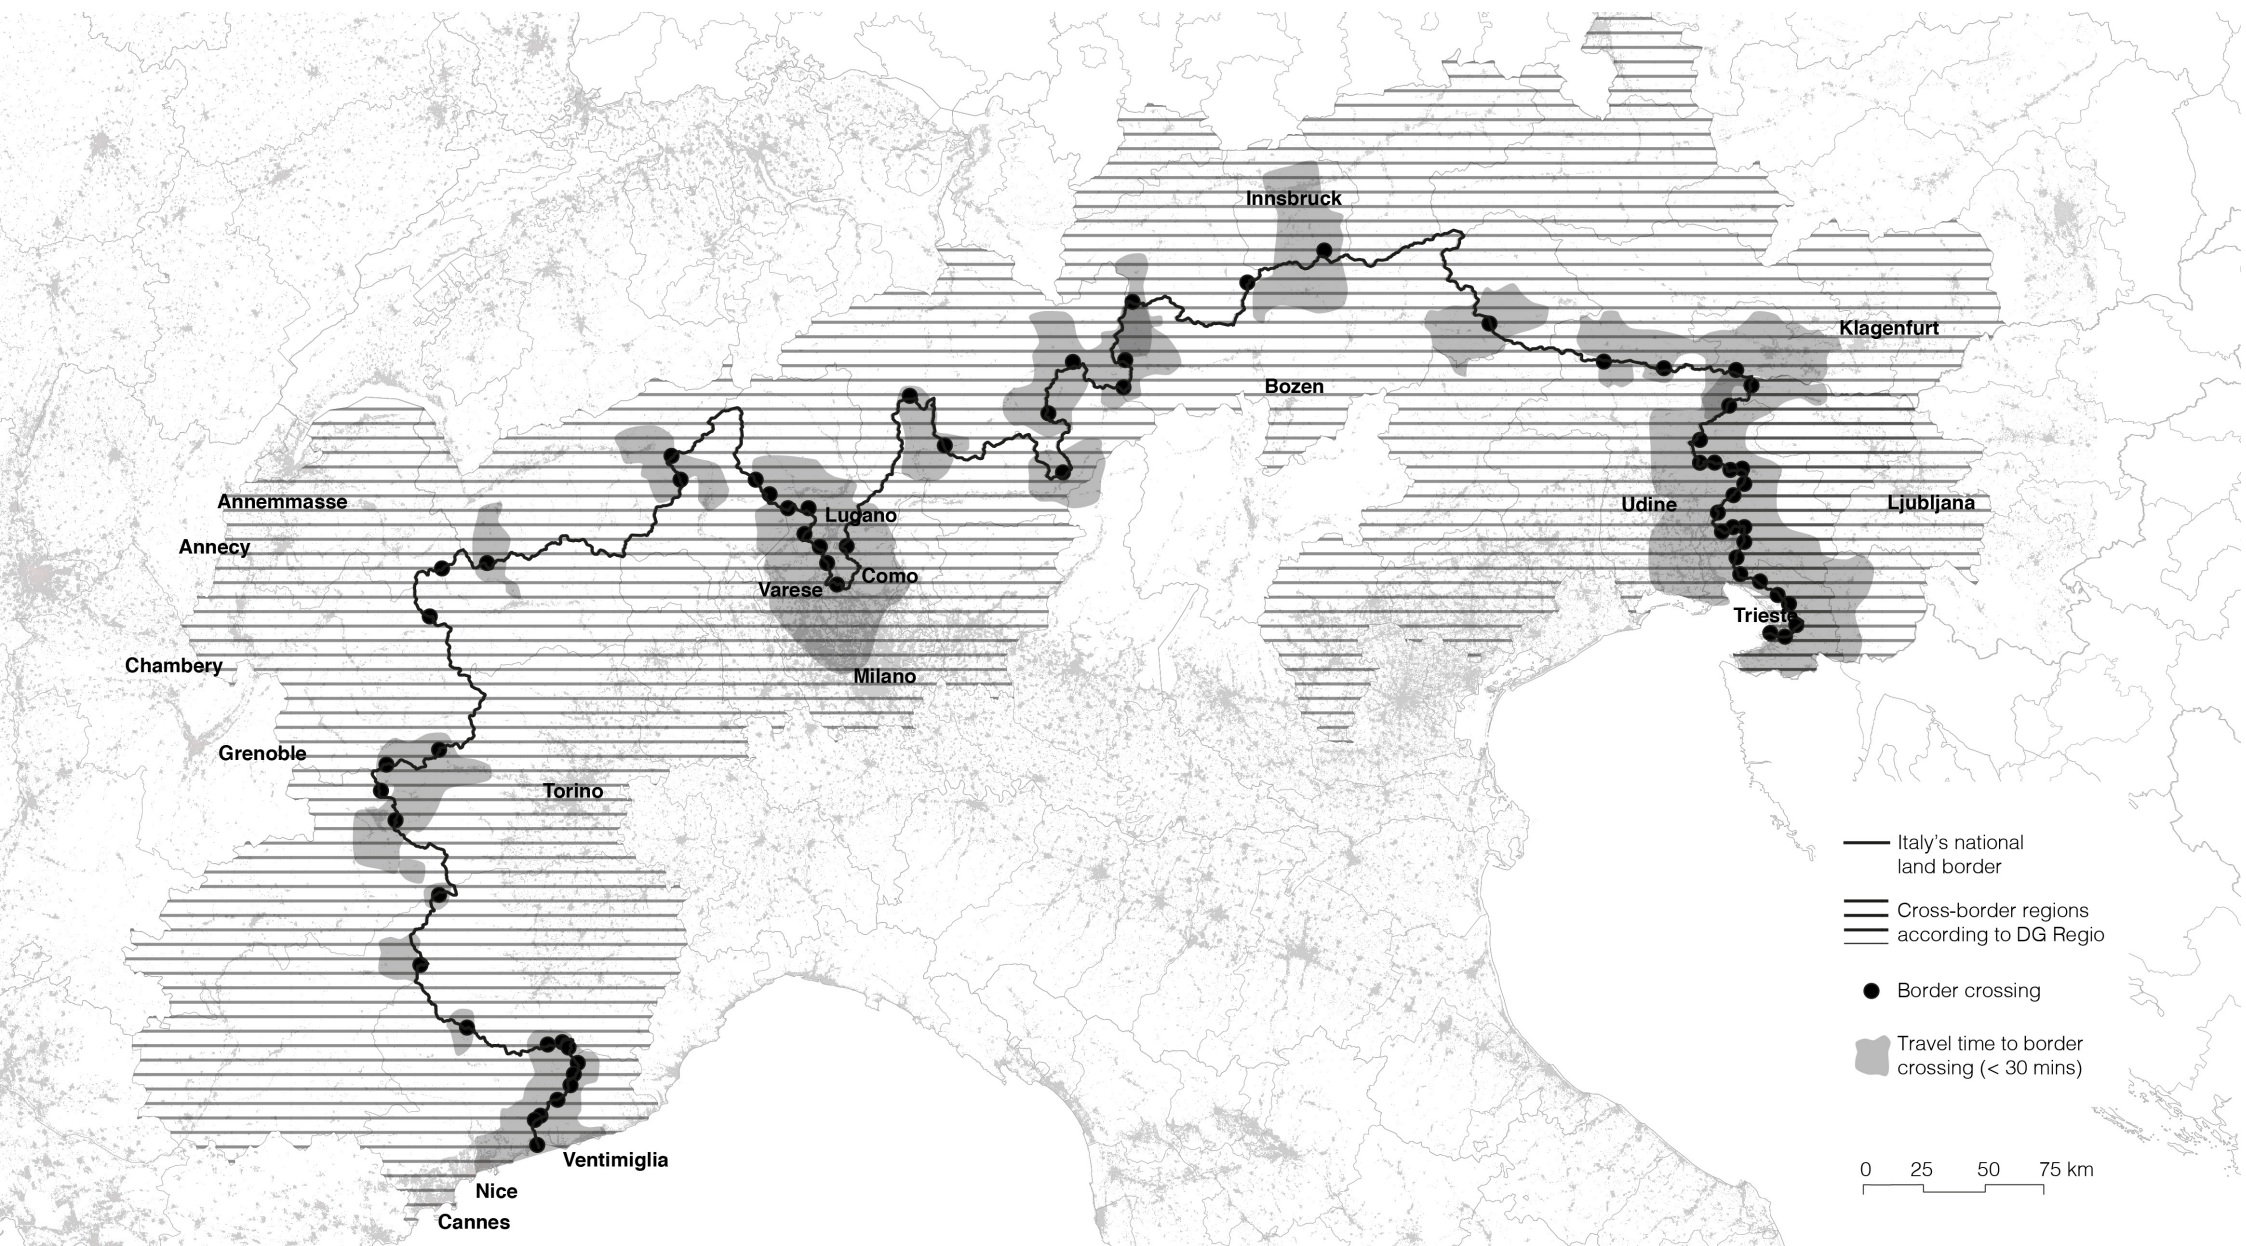 Innsbruck
Klagenfurt
Bozen
Annemmasse
Udine
Ljubljana
Lugano
Annecy
Como
Varese
Trieste
Chambery
Milano
Grenoble
Torino
Italy's national
land border
Cross-border regions
according to DG Regio
Border crossing
Travel time to border
crossing (< 30 mins)
Ventimiglia
Nice
Cannes
0 25 50 75 km